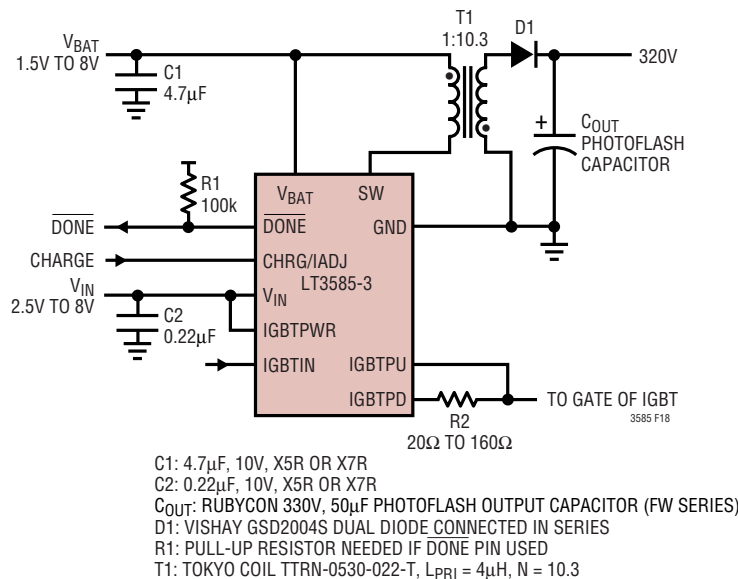 T1
1:10.3
D1
V_BAT
1.5V TO 8V
C1
4.7µF
320V
+
C_OUT
PHOTOFLASH
CAPACITOR
R1
100k
V_BAT
SW
DONE
DONE
GND
CHARGE
CHRG/IADJ
LT3585-3
V_IN
2.5V TO 8V
V_IN
C2
0.22µF
IGBTPWR
IGBTIN
IGBTPU
IGBTPD
R2
20Ω TO 160Ω
TO GATE OF IGBT
3585 F18
C1: 4.7µF, 10V, X5R OR X7R
C2: 0.22µF, 10V, X5R OR X7R
C_OUT: RUBYCON 330V, 50µF PHOTOFLASH OUTPUT CAPACITOR (FW SERIES)
D1: VISHAY GSD2004S DUAL DIODE CONNECTED IN SERIES
R1: PULL-UP RESISTOR NEEDED IF DONE PIN USED
T1: TOKYO COIL TTRN-0530-022-T, L_PRI = 4µH, N = 10.3